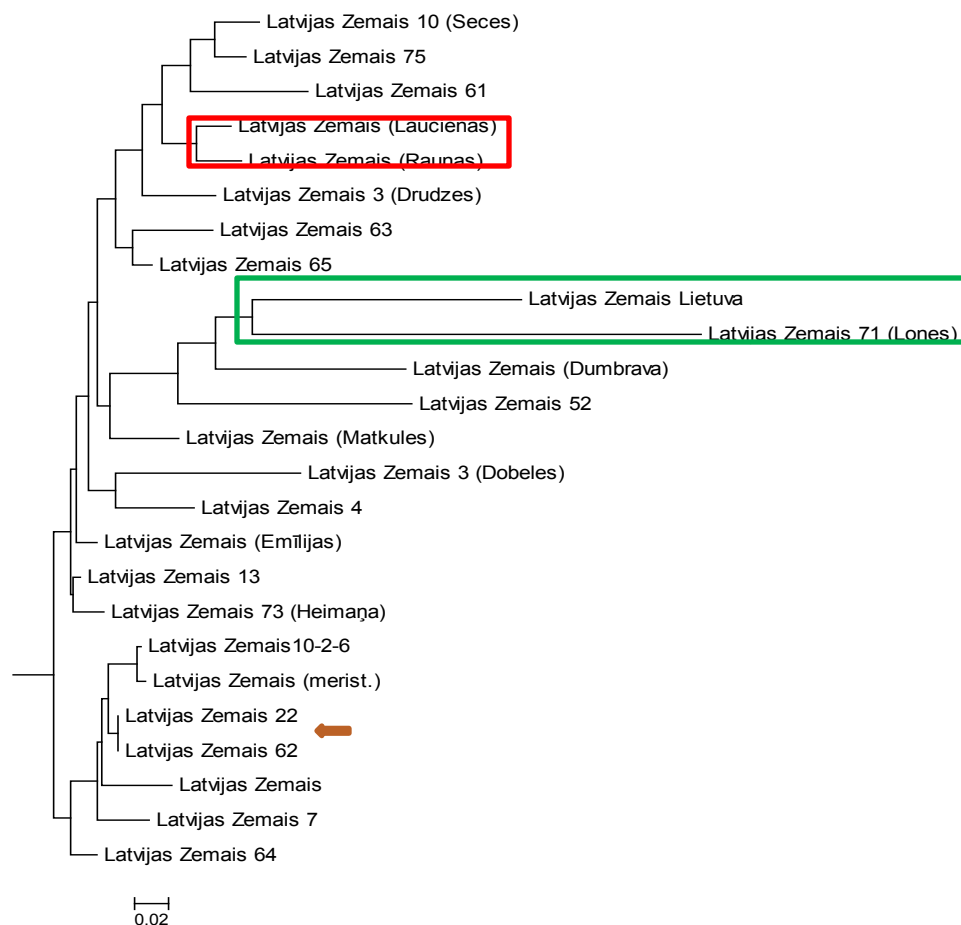 Latvijas Zemais 10 (Seces)
Latvijas Zemais 75
Latvijas Zemais 61
Latvijas Zemais (Laucienas)
Latvijas Zemais (Raunas)
Latvijas Zemais 3 (Drudzes)
Latvijas Zemais 63
Latvijas Zemais 65
Latvijas Zemais Lietuva
Latvijas Zemais 71 (Lones)
Latvijas Zemais (Dumbrava)
Latvijas Zemais 52
Latvijas Zemais (Matkules)
Latvijas Zemais 3 (Dobeles)
Latvijas Zemais 4
Latvijas Zemais (Emīlijas)
Latvijas Zemais 13
Latvijas Zemais 73 (Heimaņa)
Latvijas Zemais10-2-6
Latvijas Zemais (merist.)
Latvijas Zemais 22
Latvijas Zemais 62
Latvijas Zemais
Latvijas Zemais 7
Latvijas Zemais 64
0.02